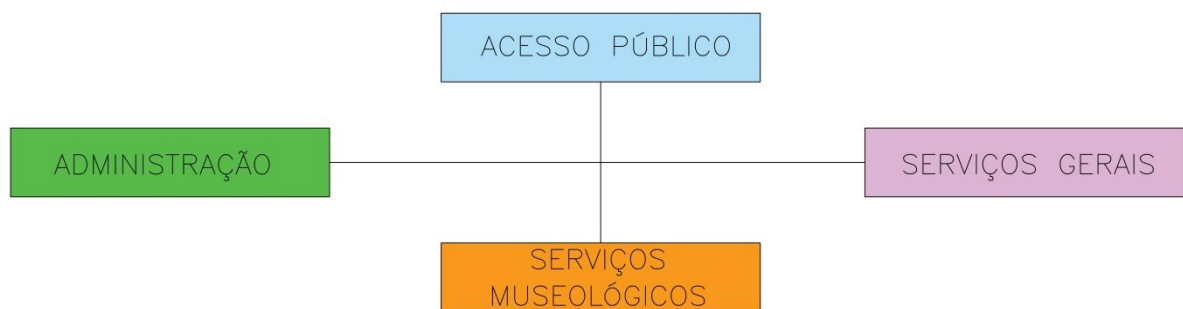 ACESSO PÚBLICO
ADMINISTRAÇÃO
SERVIÇOS GERAIS
SERVIÇOS
MUSEOLÓGICOS